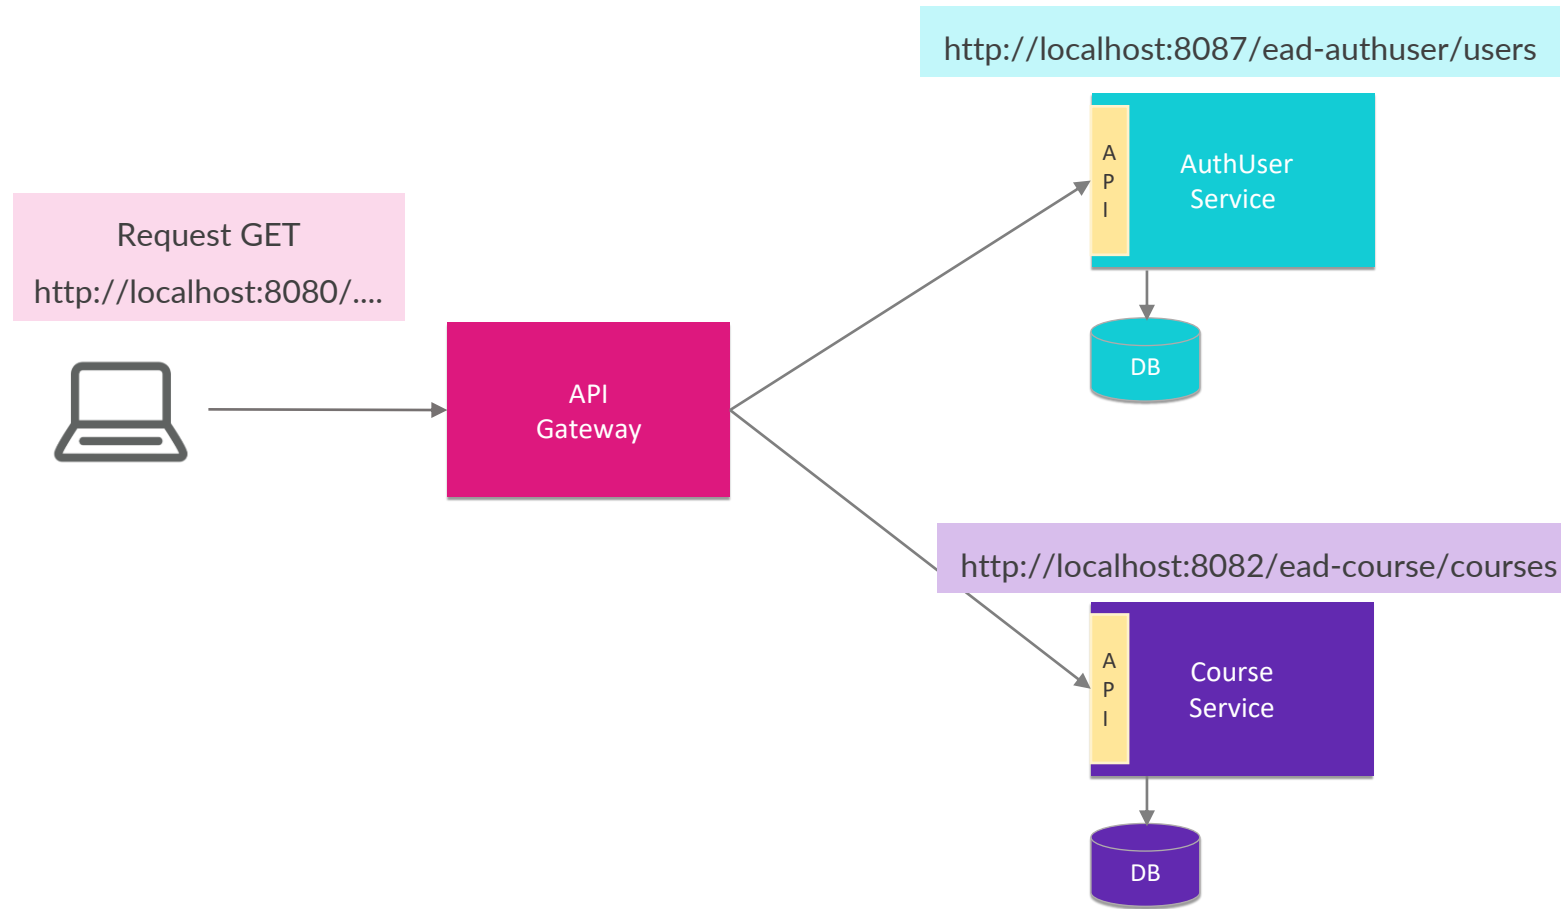 http://localhost:8087/ead-authuser/users
A
P
I
AuthUser
Service
DB
Request GET
http://localhost:8080/....
API
Gateway
http://localhost:8082/ead-course/courses
A
P
I
Course
Service
DB